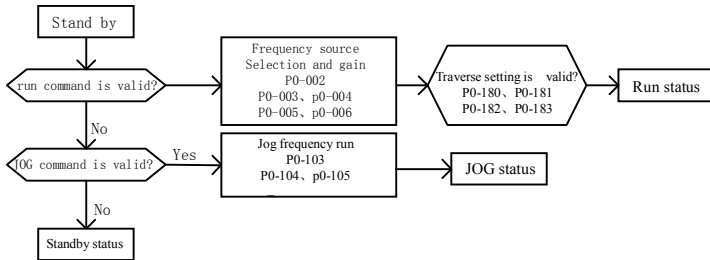 Stand by
run command is valid?
Frequency source
Selection and gain
P0-002
P0-003、p0-004
P0-005、p0-006
Traverse setting is valid?
P0-180、P0-181
P0-182、P0-183
Run status
No
JOG command is valid?
Yes
Jog frequency run
P0-103
P0-104、p0-105
JOG status
No
Standby status